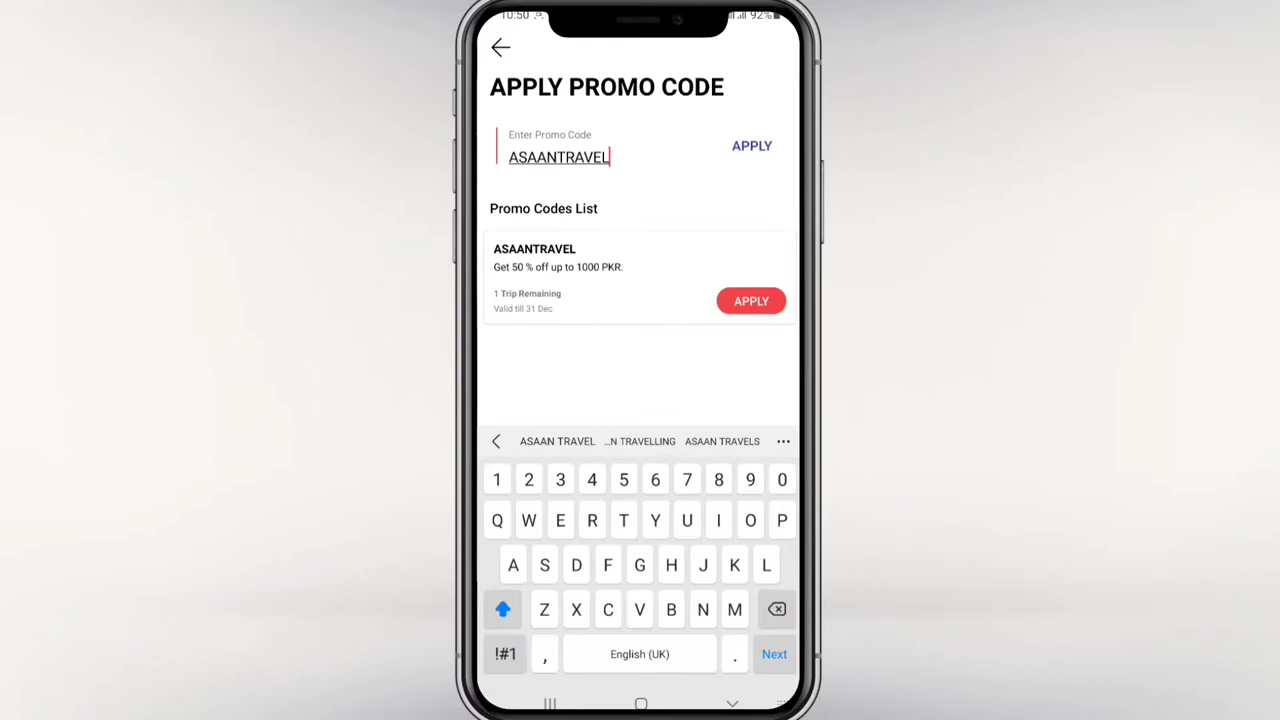 10:50
92%
APPLY PROMO CODE
Enter Promo Code
ASAANTRAVEL
APPLY
Promo Codes List
ASAANTRAVEL
Get 50 % off up to 1000 PKR.
1 Trip Remaining
Valid till 31 Dec
APPLY
ASAAN TRAVEL ...N TRAVELLING ASAAN TRAVELS
1 2 3 4 5 6 7 8 9 0
Q W E R T Y U I O P
A S D F G H J K L
Z X C V B N M
!#1 , English (UK) . Next